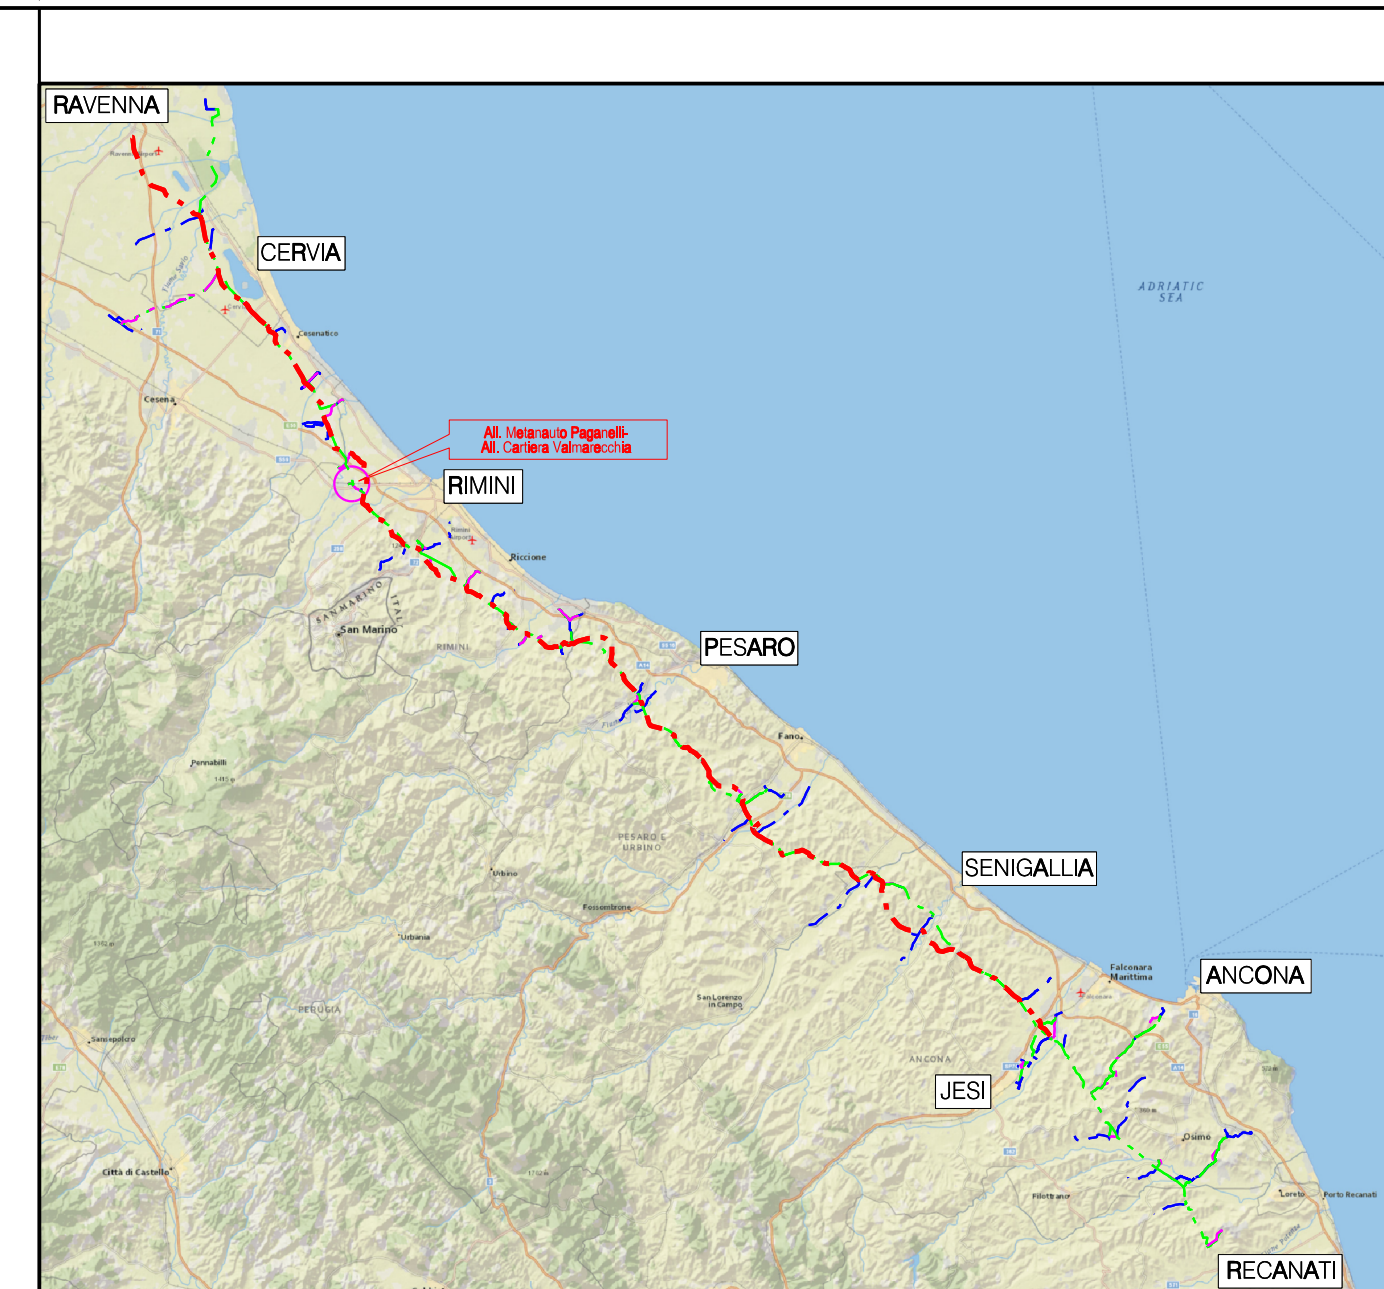 RAVENNA
CERVIA
ADRIATIC
SEA
Cesenatico
Cesena
All. Metanauto Paganelli-
All. Cartiera Valmarecchia
RIMINI
Riccione
SAN MARINO
ITAL
San Marino
RIMINI
PESARO
Fano
Pennabilli
PESARO E
URBINO
Urbino
SENIGALLIA
Fossombrone
Urbania
Falconara
Marittima
ANCONA
San Lorenzo
in Campo
PERUGIA
Sansepolcro
ANCONA
JESI
Osimo
Città di Castello
Filottrano
Loreto
Porto Recanati
RECANATI